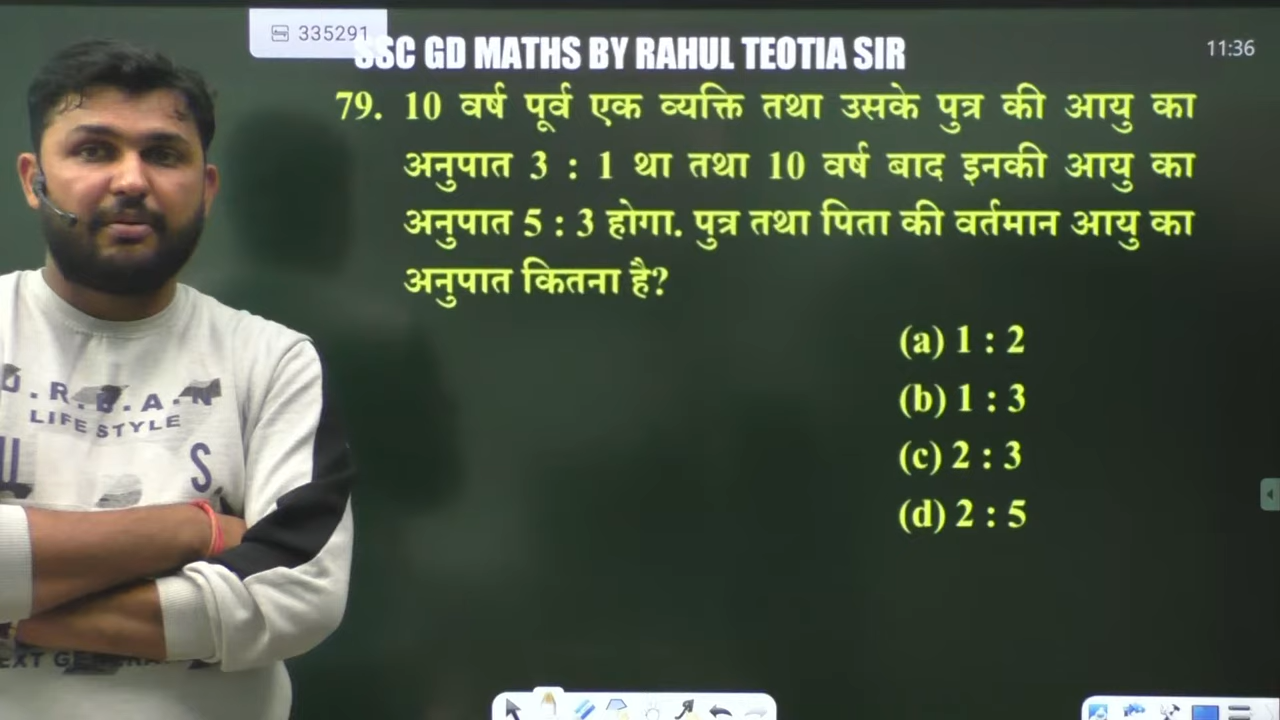 335291
SSC GD MATHS BY RAHUL TEOTIA SIR
11:36
79. 10 वर्ष पूर्व एक व्यक्ति तथा उसके पुत्र की आयु का
अनुपात 3 : 1 था तथा 10 वर्ष बाद इनकी आयु का
अनुपात 5 : 3 होगा. पुत्र तथा पिता की वर्तमान आयु का
अनुपात कितना है?
(a) 1 : 2
(b) 1 : 3
(c) 2 : 3
(d) 2 : 5
LIFE STYLE
S